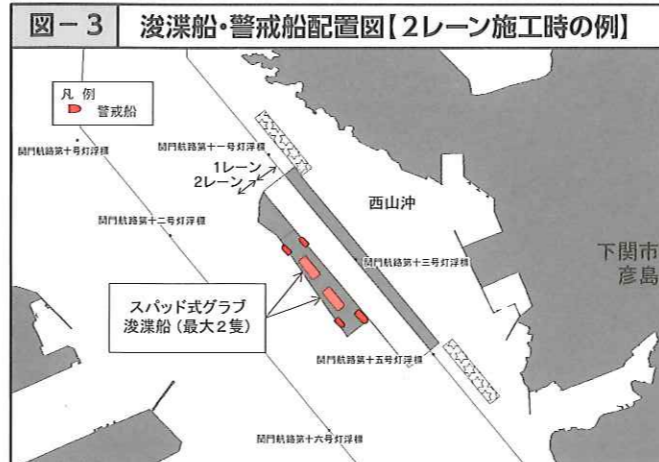 図－3 浚渫船・警戒船配置図【2レーン施工時の例】
凡例
警戒船
関門航路第十号灯浮標
関門航路第十一号灯浮標
1レーン
2レーン
西山沖
関門航路第十二号灯浮標
下関市
彦島
関門航路第十三号灯浮標
スパッド式グラブ
浚渫船（最大2隻）
関門航路第十五号灯浮標
関門航路第十六号灯浮標